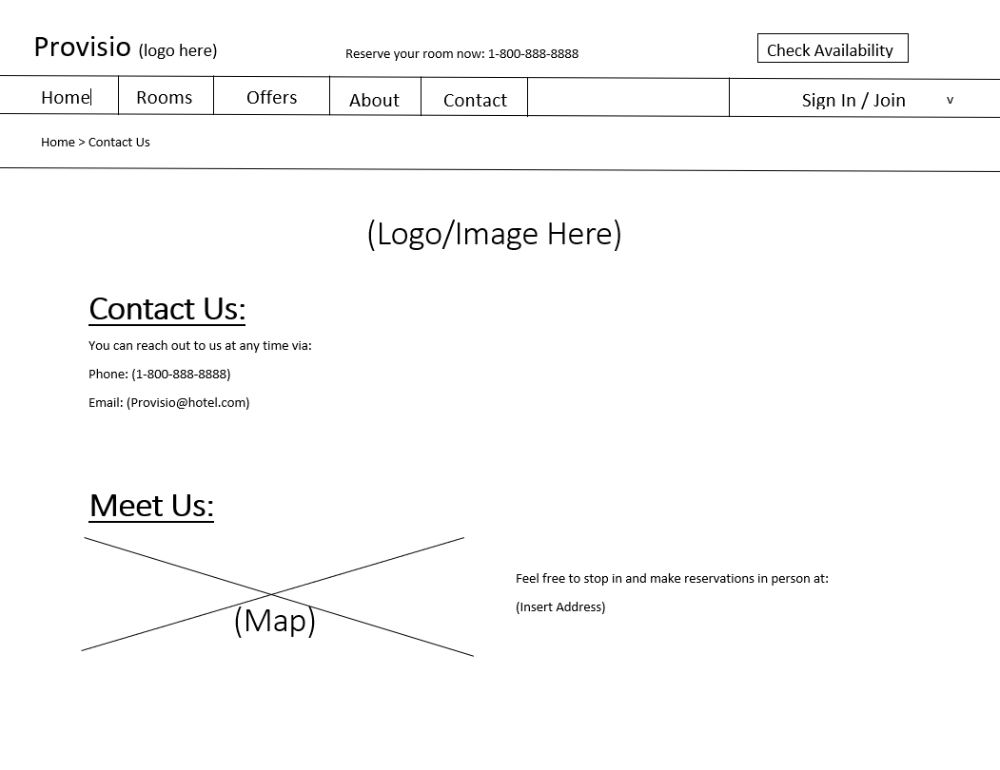 Provisio (logo here)
Reserve your room now: 1-800-888-8888
Check Availability
Home
Rooms
Offers
About
Contact
Sign In / Join
v
Home > Contact Us
(Logo/Image Here)
Contact Us:
You can reach out to us at any time via:
Phone: (1-800-888-8888)
Email: (Provisio@hotel.com)
Meet Us:
(Map)
Feel free to stop in and make reservations in person at:
(Insert Address)